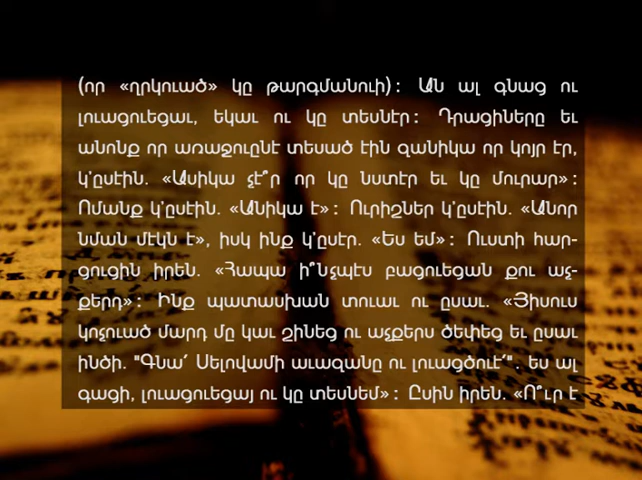 (որ «ղրկուած» կը թարգմանուի)։ Ան ալ գնաց ու
լուացուեցաւ, եկաւ ու կը տեսնէր։ Դրացիները եւ
անոնք որ առաջուընէ տեսած էին զանիկա որ կոյր էր,
կ՚ըսէին. «Ասիկա չէ՞ր որ կը նստէր եւ կը մուրար»։
Ոմանք կ՚ըսէին. «Անիկա է»։ Ուրիշներ կ՚ըսէին. «Անոր
նման մէկն է», իսկ ինք կ՚ըսէր. «Ես եմ»։ Ուստի հար-
ցուցին իրեն. «Հապա ի՞նչպէս բացուեցան քու աչ-
քերդ»։ Ինք պատասխան տուաւ ու ըսաւ. «Յիսուս
կոչուած մարդ մը կաւ շինեց ու աչքերս ծեփեց եւ ըսաւ
ինծի. "Գնա՛ Սելովամի աւազանը ու լուացծուէ՛". ես ալ
գացի, լուացուեցայ ու կը տեսնեմ»։ Ըսին իրեն. «Ո՞ւր է